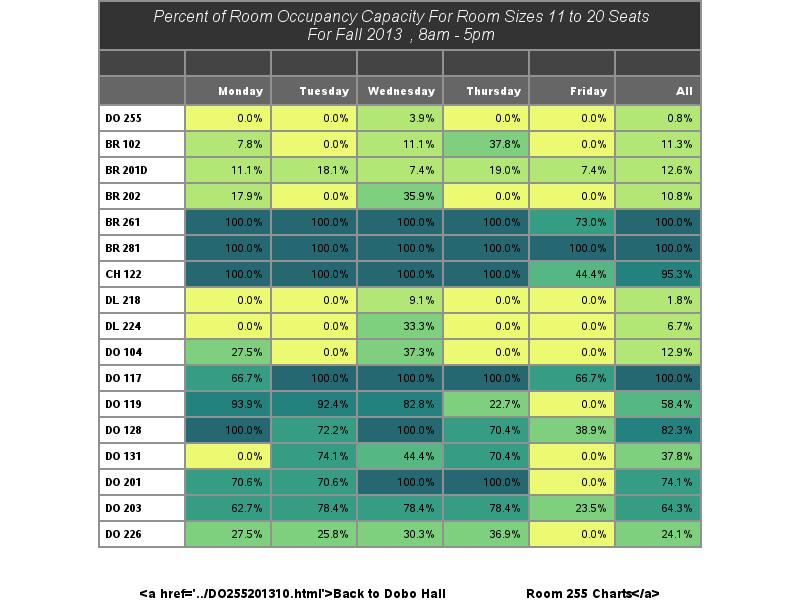 Percent of Room Occupancy Capacity For Room Sizes 11 to 20 Seats
For Fall 2013 , 8am - 5pm
Monday Tuesday Wednesday Thursday Friday All
DO 255 0.0% 0.0% 3.9% 0.0% 0.0% 0.8%
BR 102 7.8% 0.0% 11.1% 37.8% 0.0% 11.3%
BR 201D 11.1% 18.1% 7.4% 19.0% 7.4% 12.6%
BR 202 17.9% 0.0% 35.9% 0.0% 0.0% 10.8%
BR 261 100.0% 100.0% 100.0% 100.0% 73.0% 100.0%
BR 281 100.0% 100.0% 100.0% 100.0% 100.0% 100.0%
CH 122 100.0% 100.0% 100.0% 100.0% 44.4% 95.3%
DL 218 0.0% 0.0% 9.1% 0.0% 0.0% 1.8%
DL 224 0.0% 0.0% 33.3% 0.0% 0.0% 6.7%
DO 104 27.5% 0.0% 37.3% 0.0% 0.0% 12.9%
DO 117 66.7% 100.0% 100.0% 100.0% 66.7% 100.0%
DO 119 93.9% 92.4% 82.8% 22.7% 0.0% 58.4%
DO 128 100.0% 72.2% 100.0% 70.4% 38.9% 82.3%
DO 131 0.0% 74.1% 44.4% 70.4% 0.0% 37.8%
DO 201 70.6% 70.6% 100.0% 100.0% 0.0% 74.1%
DO 203 62.7% 78.4% 78.4% 78.4% 23.5% 64.3%
DO 226 27.5% 25.8% 30.3% 36.9% 0.0% 24.1%
<a href='../DO255201310.html'>Back to Dobo Hall Room 255 Charts</a>